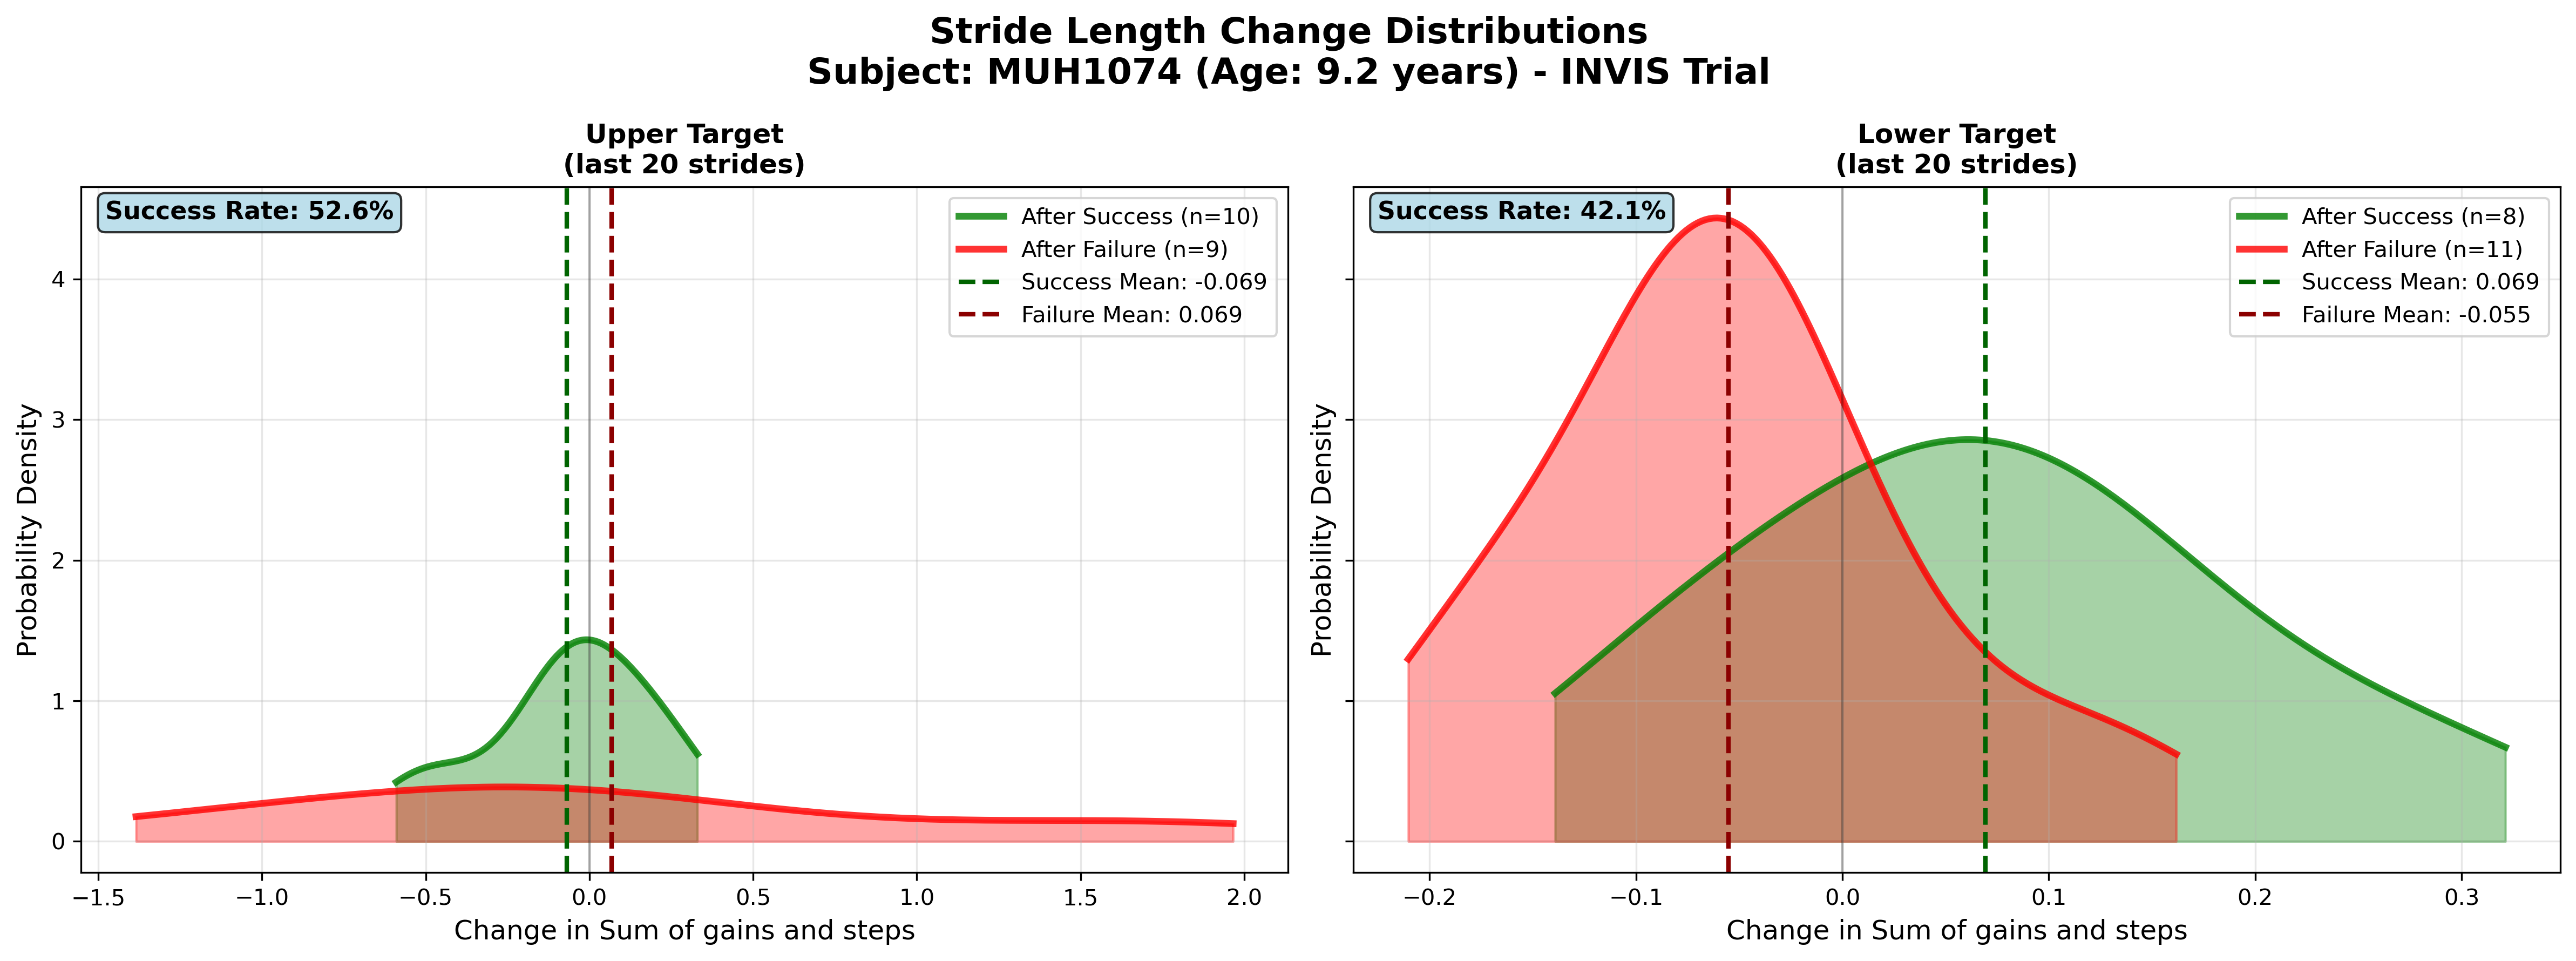 Stride Length Change Distributions
Subject: MUH1074 (Age: 9.2 years) - INVIS Trial
Upper Target
(last 20 strides)
Success Rate: 52.6%
After Success (n=10)
After Failure (n=9)
Success Mean: -0.069
Failure Mean: 0.069
Probability Density
4
3
2
1
0
−1.5
−1.0
−0.5
0.0
0.5
1.0
1.5
2.0
Change in Sum of gains and steps
Lower Target
(last 20 strides)
Success Rate: 42.1%
After Success (n=8)
After Failure (n=11)
Success Mean: 0.069
Failure Mean: -0.055
Probability Density
−0.2
−0.1
0.0
0.1
0.2
0.3
Change in Sum of gains and steps